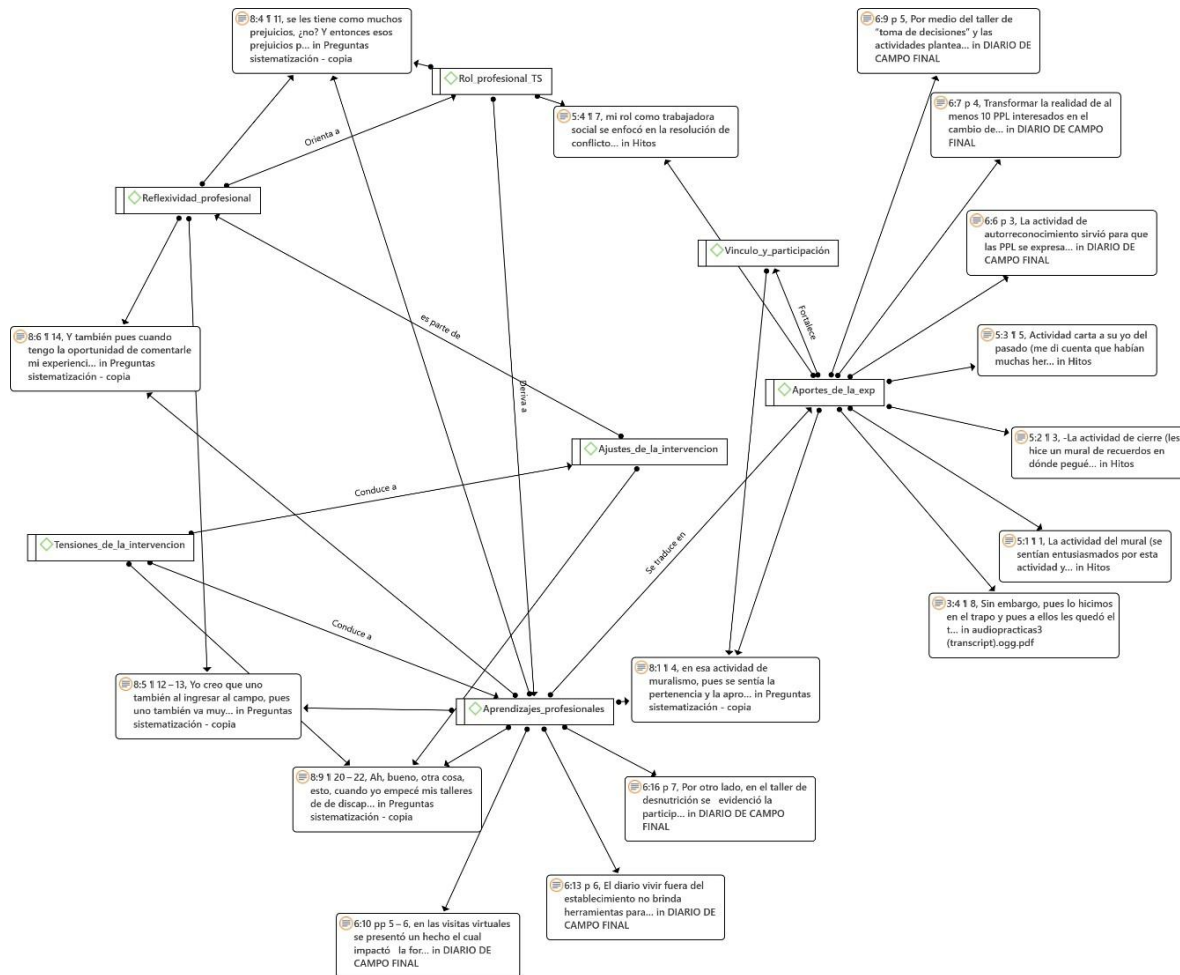 8:4 ¶ 11, se les tiene como muchos
prejuicios, ¿no? Y entonces esos
prejuicios p... in Preguntas
sistematización - copia
6:9 p 5, Por medio del taller de
“toma de decisiones” y las
actividades plantea... in DIARIO DE
CAMPO FINAL
Rol_profesional_TS
6:7 p 4, Transformar la realidad de al
menos 10 PPL interesados en el
cambio de... in DIARIO DE CAMPO
FINAL
5:4 ¶ 7, mi rol como trabajadora
social se enfocó en la resolución de
conflicto... in Hitos
Orienta a
Reflexividad_profesional
6:6 p 3, La actividad de
autorreconocimiento sirvió para que
las PPL se expresa... in DIARIO DE
CAMPO FINAL
Vinculo_y_participación
Fortalece
es parte de
8:6 ¶ 14, Y también pues cuando
tengo la oportunidad de comentarle
mi experienci... in Preguntas
sistematización - copia
5:3 ¶ 5, Actividad carta a su yo del
pasado (me di cuenta que habían
muchas her... in Hitos
Aportes_de_la_exp
Deriva a
5:2 ¶ 3, -La actividad de cierre (les
hice un mural de recuerdos en
dónde pegué... in Hitos
Ajustes_de_la_intervencion
Conduce a
Tensiones_de_la_intervencion
5:1 ¶ 1, La actividad del mural (se
sentían entusiasmados por esta
actividad y... in Hitos
Se traduce en
3:4 ¶ 8, Sin embargo, pues lo hicimos
en el trapo y pues a ellos les quedó el
t... in audiopracticas3
(transcript).ogg.pdf
Conduce a
8:1 ¶ 4, en esa actividad de
muralismo, pues se sentía la
pertenencia y la apro... in Preguntas
sistematización - copia
8:5 ¶ 12 – 13, Yo creo que uno
también al ingresar al campo, pues
uno también va muy... in Preguntas
sistematización - copia
Aprendizajes_profesionales
8:9 ¶ 20 – 22, Ah, bueno, otra cosa,
esto, cuando yo empecé mis talleres
de de discap... in Preguntas
sistematización - copia
6:16 p 7, Por otro lado, en el taller de
desnutrición se evidenció la
particip... in DIARIO DE CAMPO
FINAL
6:13 p 6, El diario vivir fuera del
establecimiento no brinda
herramientas para... in DIARIO DE
CAMPO FINAL
6:10 pp 5 – 6, en las visitas virtuales
se presentó un hecho el cual
impactó la for... in DIARIO DE
CAMPO FINAL